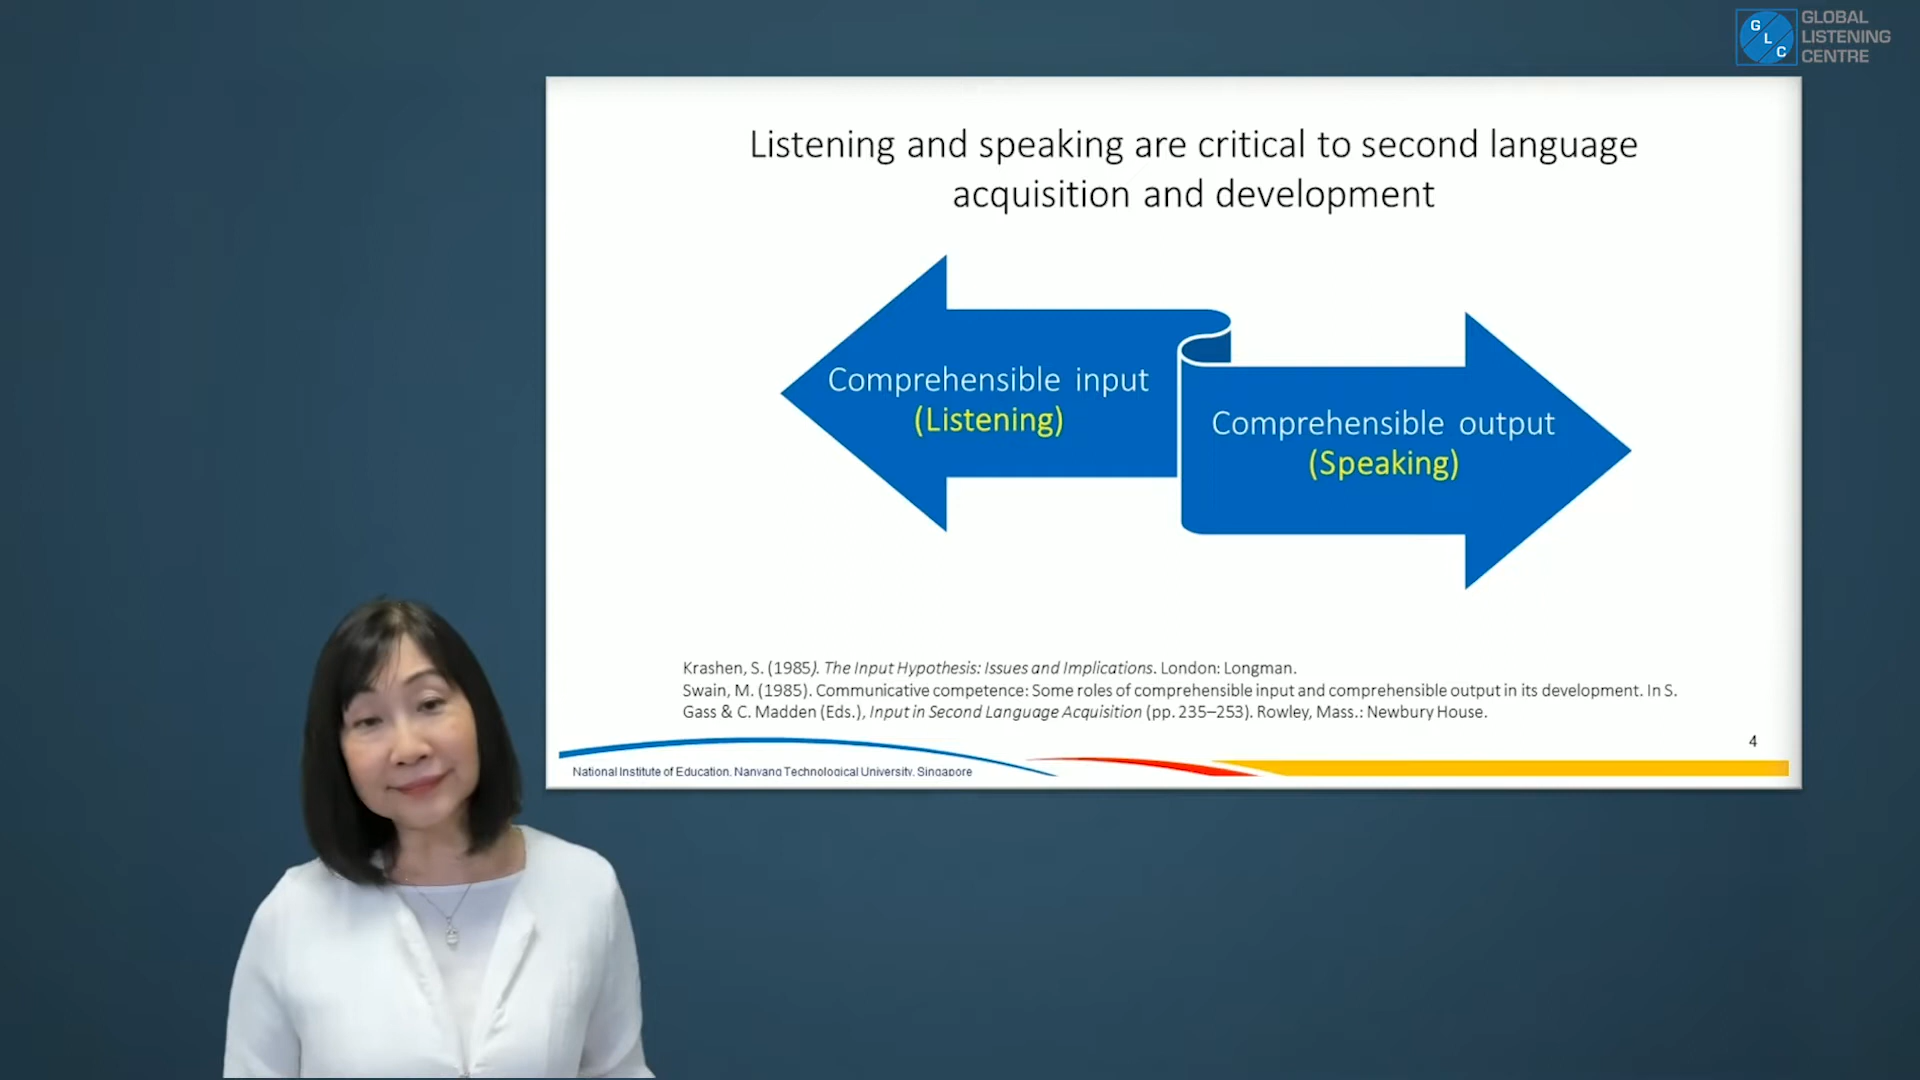 GLOBAL
LISTENING
CENTRE
G
L
C
Listening and speaking are critical to second language
acquisition and development
Comprehensible input
(Listening)
Comprehensible output
(Speaking)
Krashen, S. (1985). The Input Hypothesis: Issues and Implications. London: Longman.
Swain, M. (1985). Communicative competence: Some roles of comprehensible input and comprehensible output in its development. In S.
Gass & C. Madden (Eds.), Input in Second Language Acquisition (pp. 235–253). Rowley, Mass.: Newbury House.
4
National Institute of Education, Nanyang Technological University, Singapore